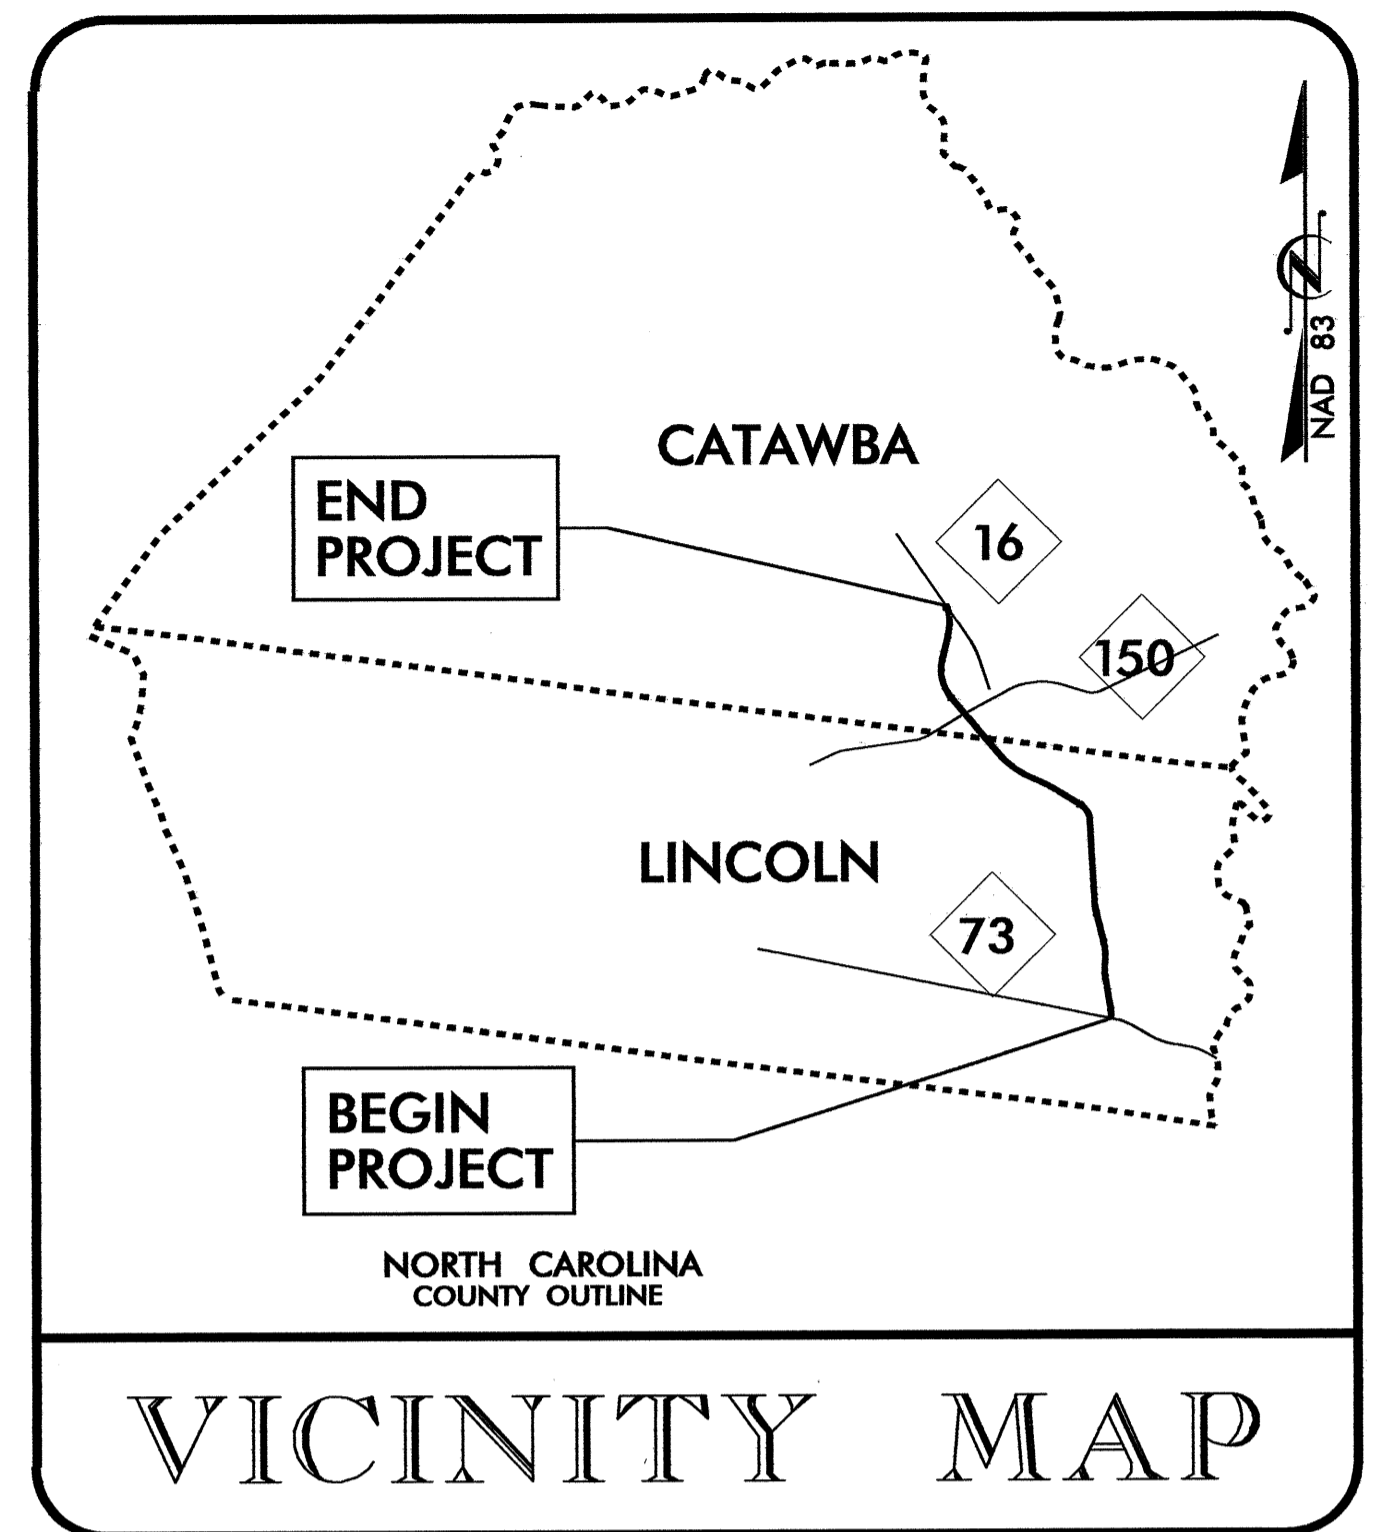 CATAWBA
END
PROJECT
16
150
N
NAD 83
LINCOLN
73
BEGIN
PROJECT
NORTH CAROLINA
COUNTY OUTLINE
VICINITY MAP